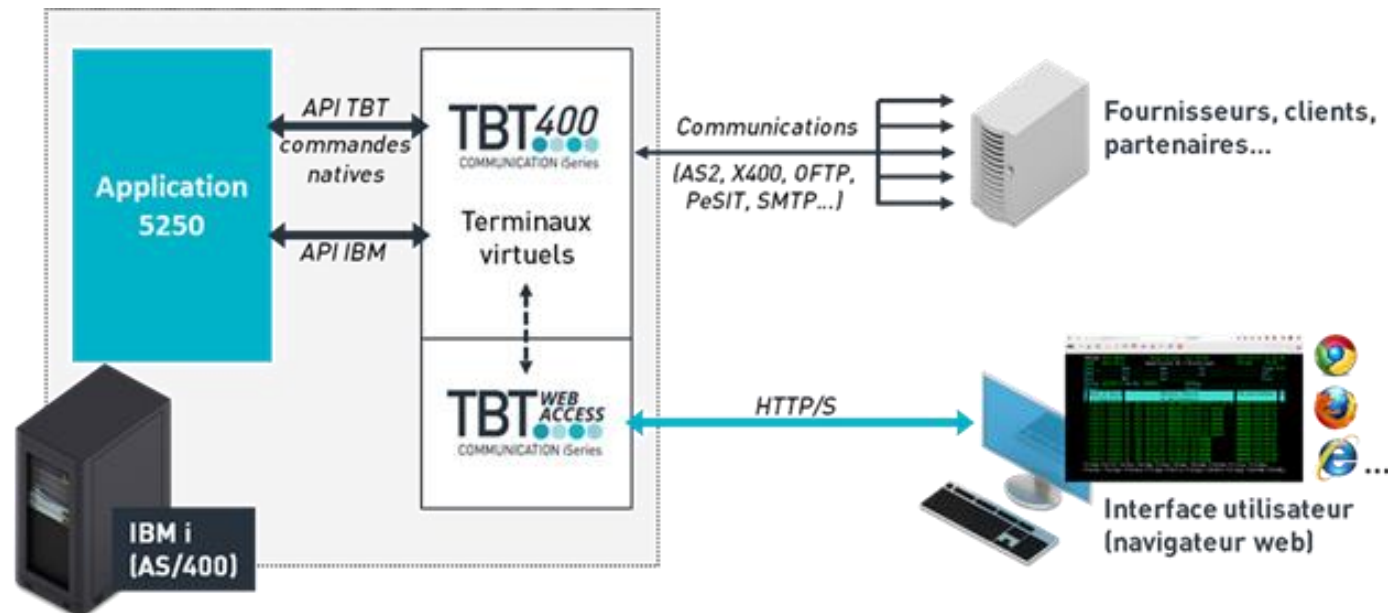 Application
5250
API TBT
commandes
natives
API IBM
TBT400
COMMUNICATION iSeries
Terminaux
virtuels
TBT WEB
ACCESS
COMMUNICATION iSeries
IBM i
(AS/400)
Communications
(AS2, X400, OFTP,
PeSIT, SMTP...)
Fournisseurs, clients,
partenaires...
HTTP/S
...
Interface utilisateur
(navigateur web)